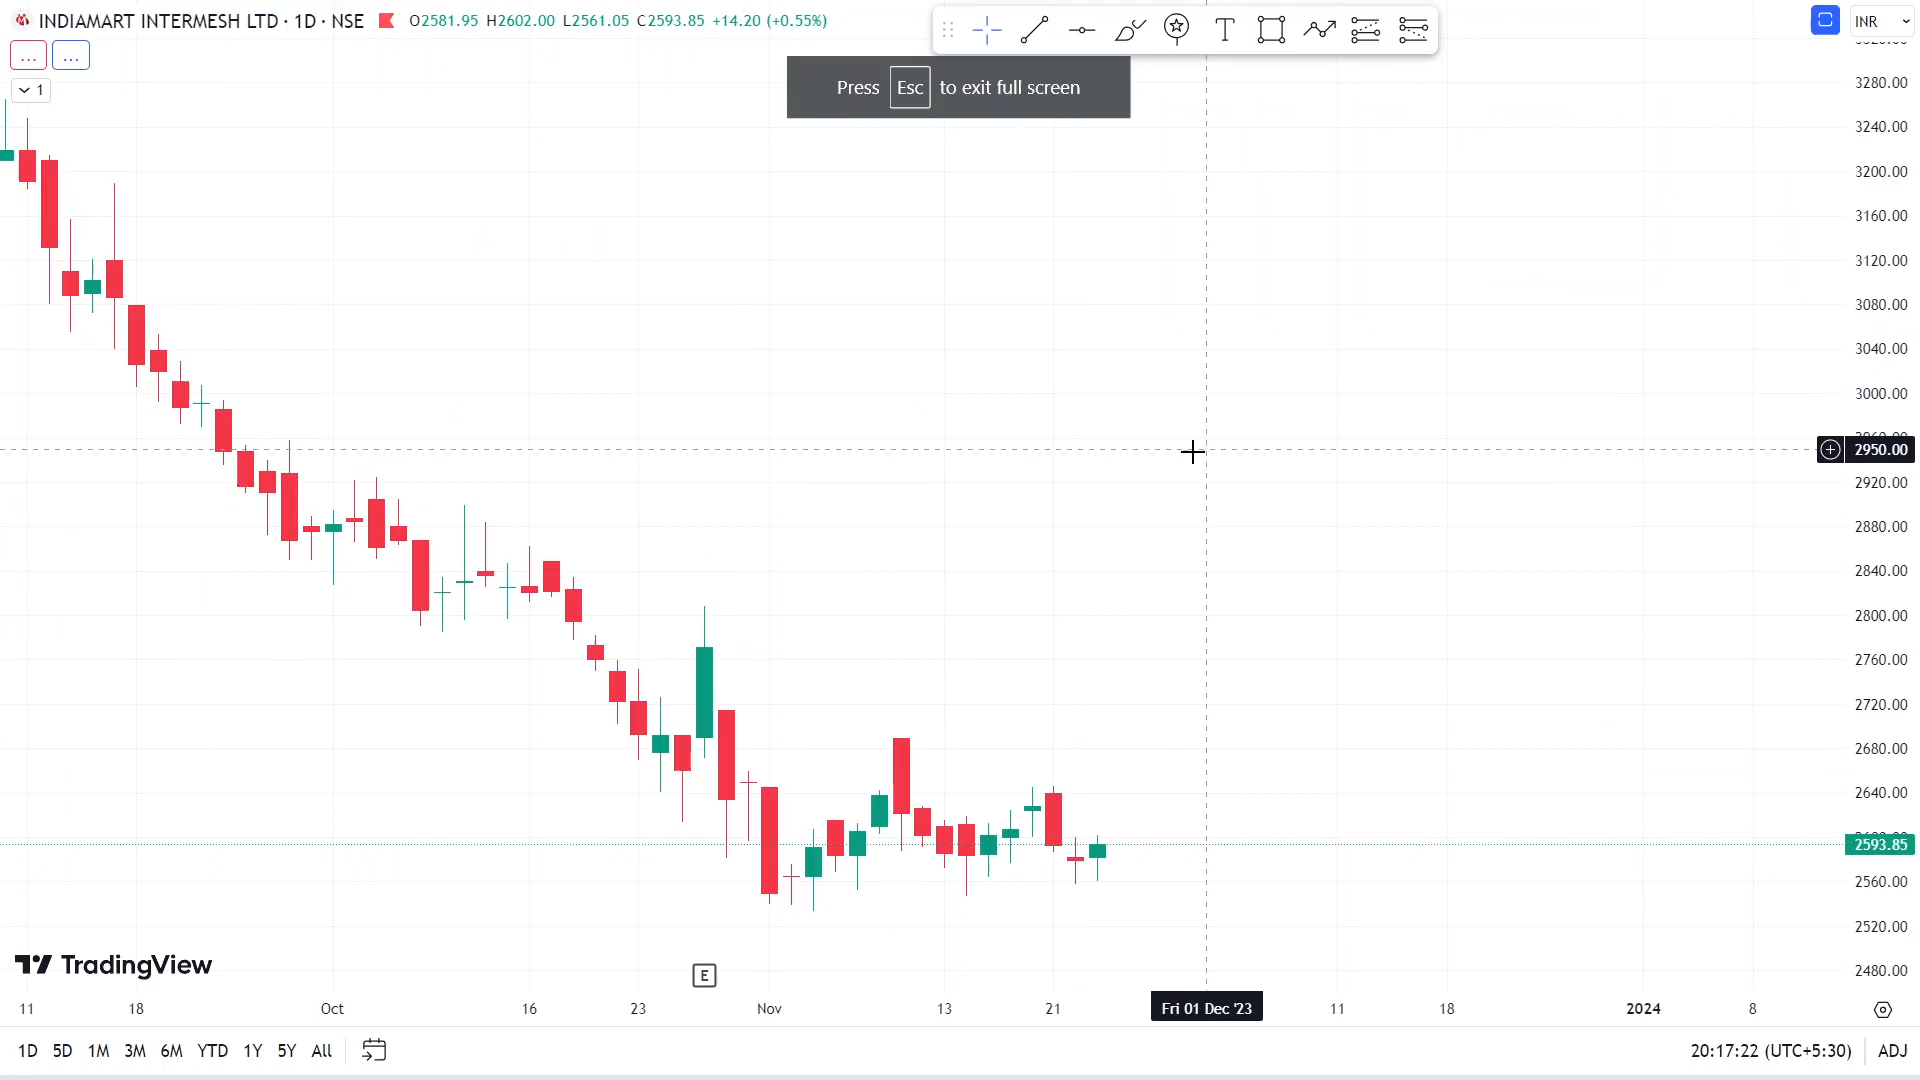 INDIAMART INTERMESH LTD · 1D · NSE O2581.95 H2602.00 L2561.05 C2593.85 +14.20 (+0.55%)
T
INR
...
...
1
Press Esc to exit full screen
3280.00
3240.00
3200.00
3160.00
3120.00
3080.00
3040.00
3000.00
2950.00
2920.00
2880.00
2840.00
2800.00
2760.00
2720.00
2680.00
2640.00
2593.85
2560.00
2520.00
2480.00
TradingView
E
11 18 Oct 16 23 Nov 13 21 Fri 01 Dec '23 11 18 2024 8
1D 5D 1M 3M 6M YTD 1Y 5Y All
20:17:22 (UTC+5:30) ADJ